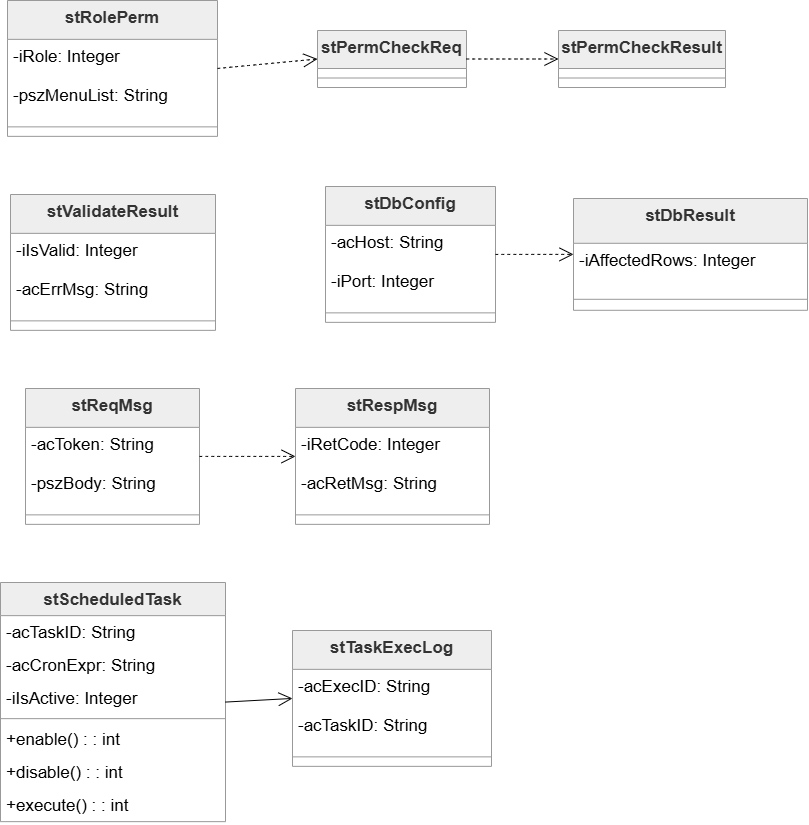 stRolePerm
-iRole: Integer
-pszMenuList: String
stPermCheckReq
stPermCheckResult
stValidateResult
-iIsValid: Integer
-acErrMsg: String
stDbConfig
-acHost: String
-iPort: Integer
stDbResult
-iAffectedRows: Integer
stReqMsg
-acToken: String
-pszBody: String
stRespMsg
-iRetCode: Integer
-acRetMsg: String
stScheduledTask
-acTaskID: String
-acCronExpr: String
-iIsActive: Integer
+enable() : : int
+disable() : : int
+execute() : : int
stTaskExecLog
-acExecID: String
-acTaskID: String